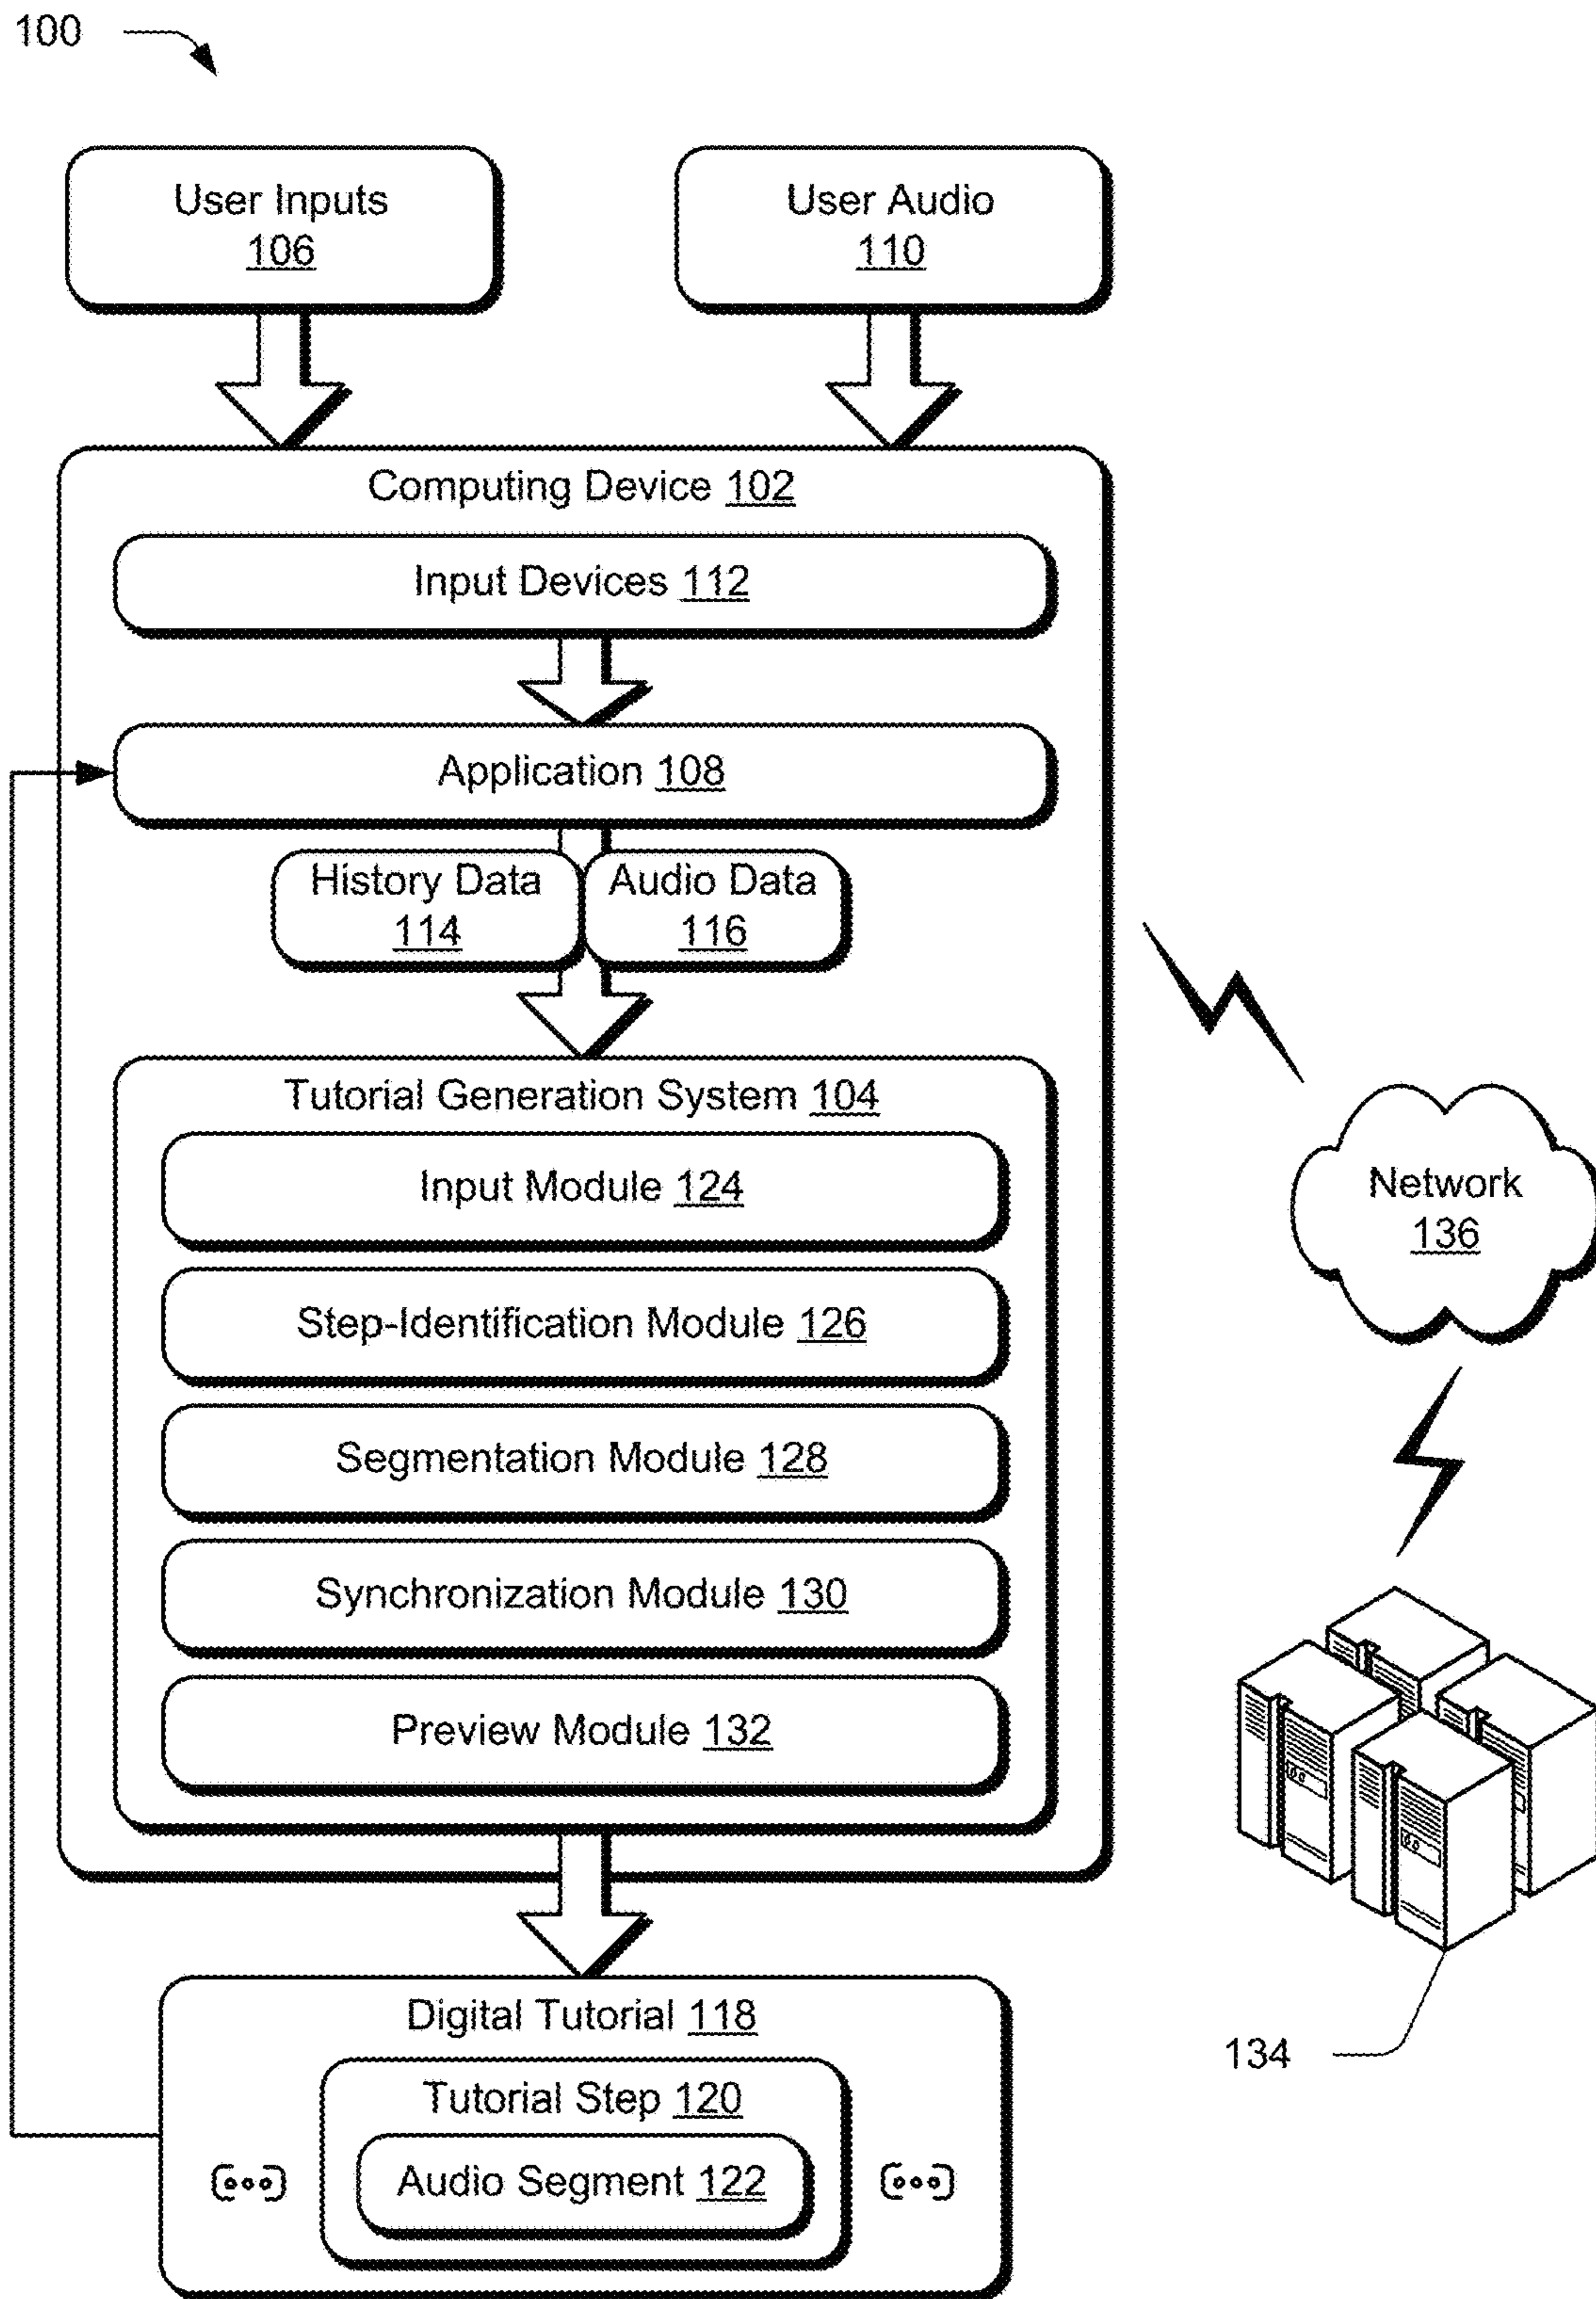 100
User Inputs
106
User Audio
110
Computing Device 102
Input Devices 112
Application 108
History Data
114
Audio Data
116
Tutorial Generation System 104
Input Module 124
Step-Identification Module 126
Segmentation Module 128
Synchronization Module 130
Preview Module 132
Network
136
134
Digital Tutorial 118
Tutorial Step 120
Audio Segment 122